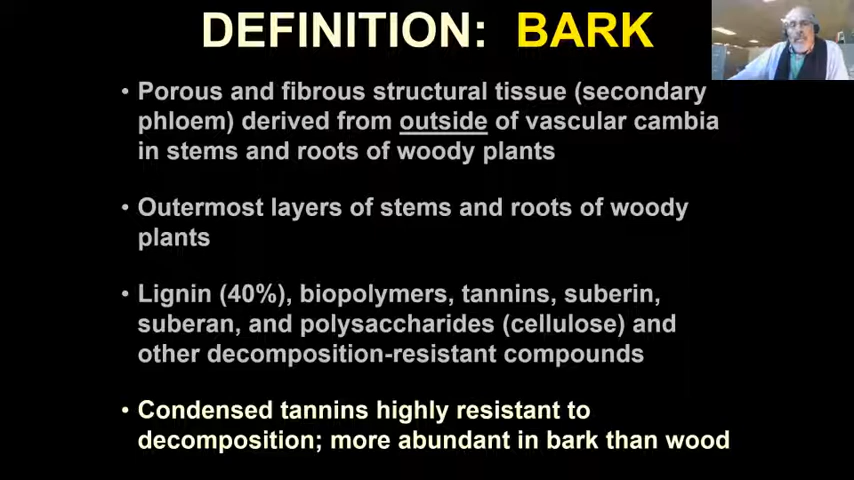 DEFINITION: BARK
• Porous and fibrous structural tissue (secondary
phloem) derived from outside of vascular cambia
in stems and roots of woody plants
• Outermost layers of stems and roots of woody
plants
• Lignin (40%), biopolymers, tannins, suberin,
suberan, and polysaccharides (cellulose) and
other decomposition-resistant compounds
• Condensed tannins highly resistant to
decomposition; more abundant in bark than wood